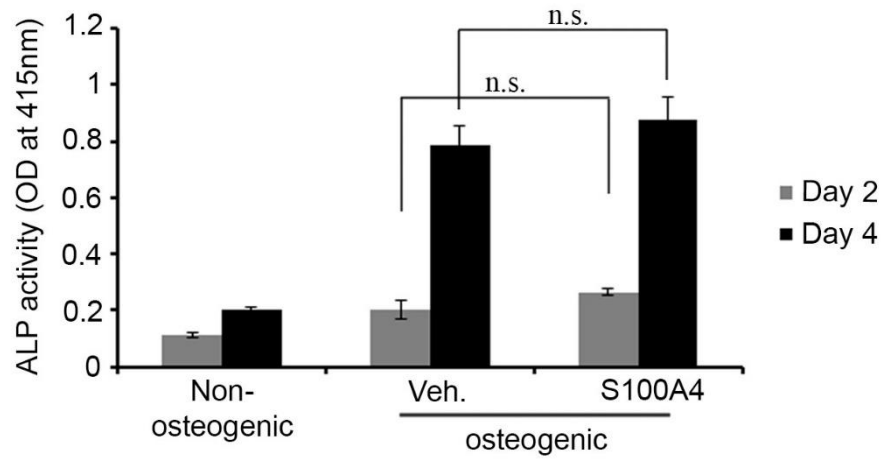 ALP activity (OD at 415nm)
1.2
1
0.8
0.6
0.4
0.2
0
n.s.
n.s.
Day 2
Day 4
Non-
osteogenic
Veh.
S100A4
osteogenic